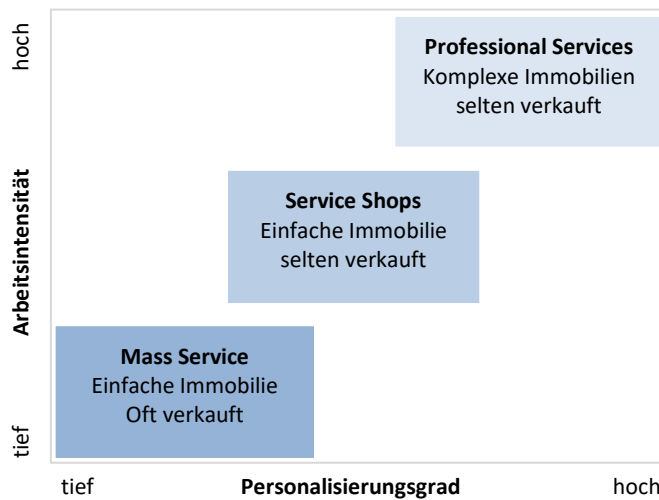 hoch
Professional Services
Komplexe Immobilien
selten verkauft
Arbeitsintensität
Service Shops
Einfache Immobilie
selten verkauft
Mass Service
Einfache Immobilie
Oft verkauft
tief
tief Personalisierungsgrad hoch